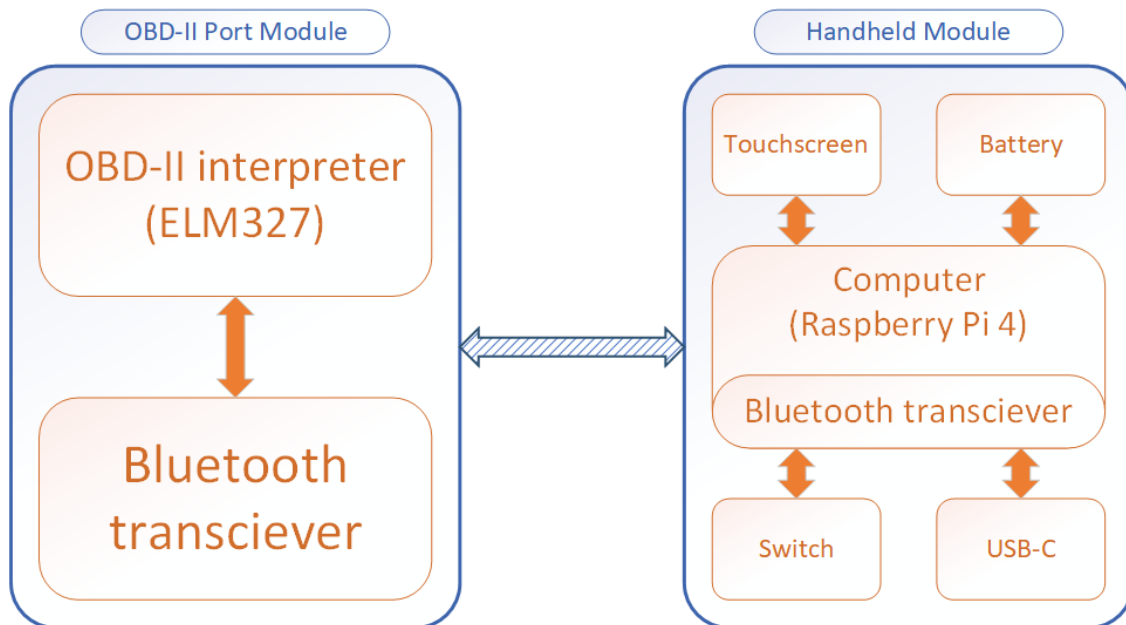 OBD-II Port Module
OBD-II interpreter
(ELM327)
Bluetooth
transciever
Handheld Module
Touchscreen
Battery
Computer
(Raspberry Pi 4)
Bluetooth transciever
Switch
USB-C